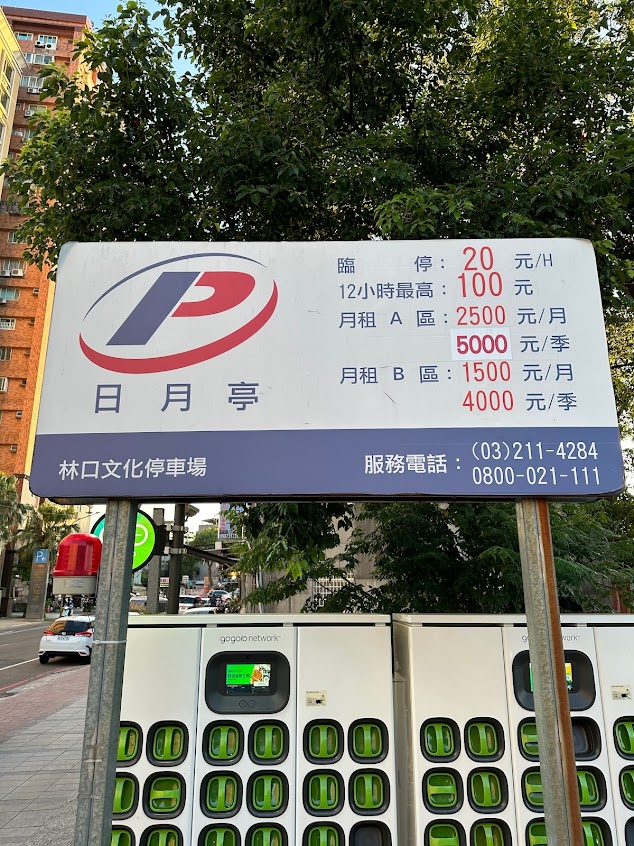 P
日月亭
臨 停：20 元/H
12小時最高：100 元
月租 A 區：2500 元/月
5000 元/季
月租 B 區：1500 元/月
4000 元/季
林口文化停車場
服務電話：(03)211-4284
0800-021-111
P
gogoro network
work